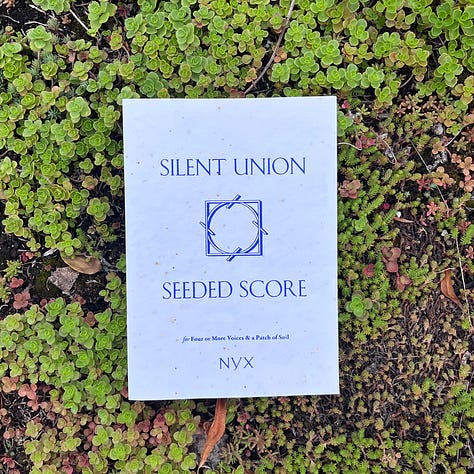 SILENT UNION
SEEDED SCORE
for Four or More Voices & a Patch of Soil
NYX